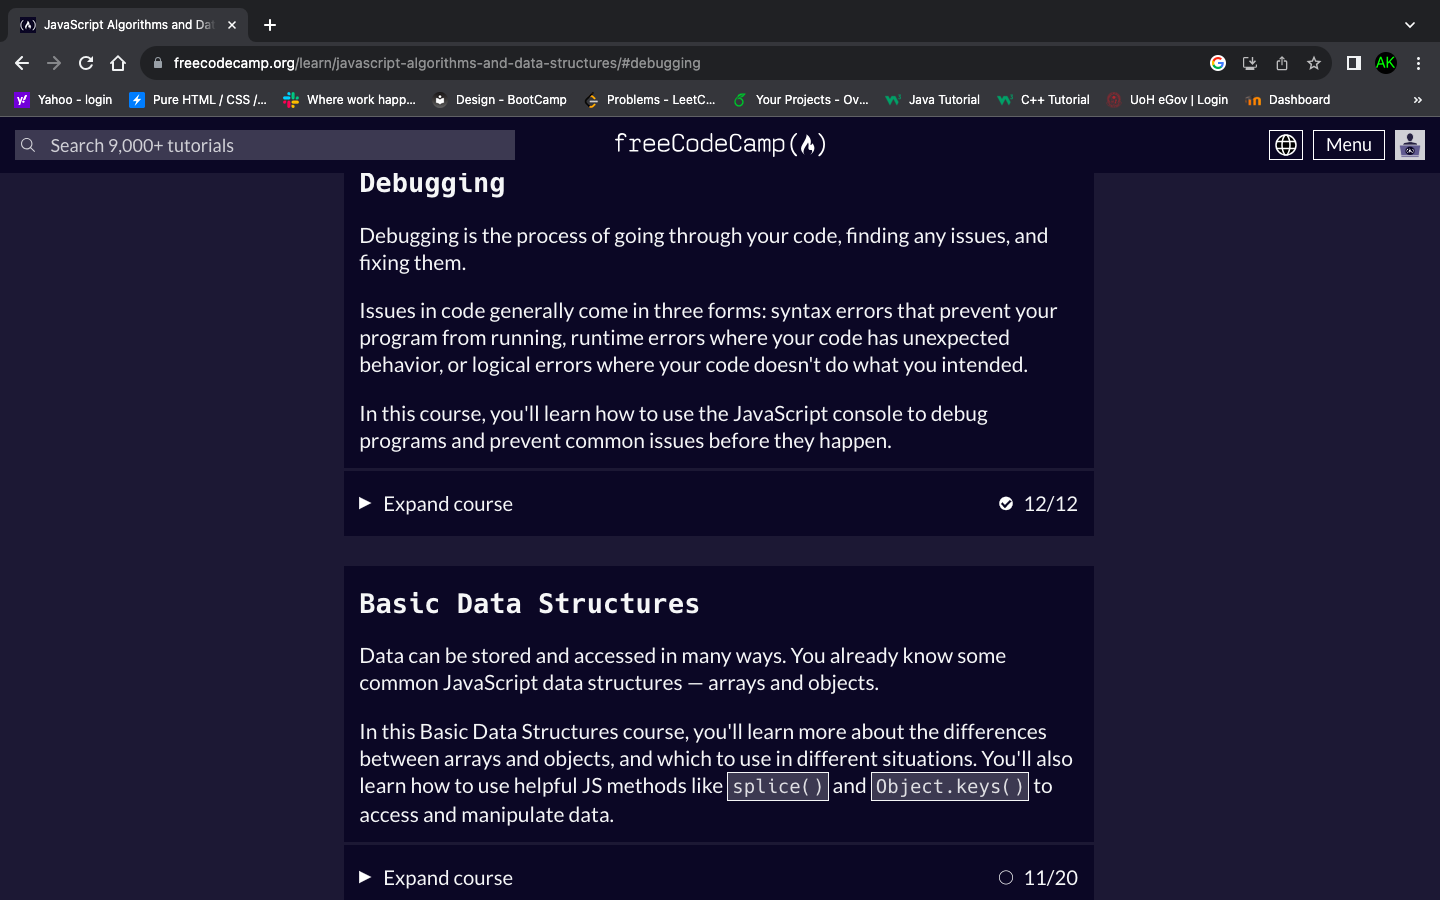 JavaScript Algorithms and Dat
freecodecamp.org/learn/javascript-algorithms-and-data-structures/#debugging
AK
Yahoo - login
Pure HTML / CSS /...
Where work happ...
Design - BootCamp
Problems - LeetC...
Your Projects - Ov...
Java Tutorial
C++ Tutorial
UoH eGov | Login
Dashboard
»
Search 9,000+ tutorials
freeCodeCamp
Menu
Debugging
Debugging is the process of going through your code, finding any issues, and
fixing them.
Issues in code generally come in three forms: syntax errors that prevent your
program from running, runtime errors where your code has unexpected
behavior, or logical errors where your code doesn't do what you intended.
In this course, you'll learn how to use the JavaScript console to debug
programs and prevent common issues before they happen.
Expand course 12/12
Basic Data Structures
Data can be stored and accessed in many ways. You already know some
common JavaScript data structures — arrays and objects.
In this Basic Data Structures course, you'll learn more about the differences
between arrays and objects, and which to use in different situations. You'll also
learn how to use helpful JS methods like splice() and Object.keys() to
access and manipulate data.
Expand course 11/20